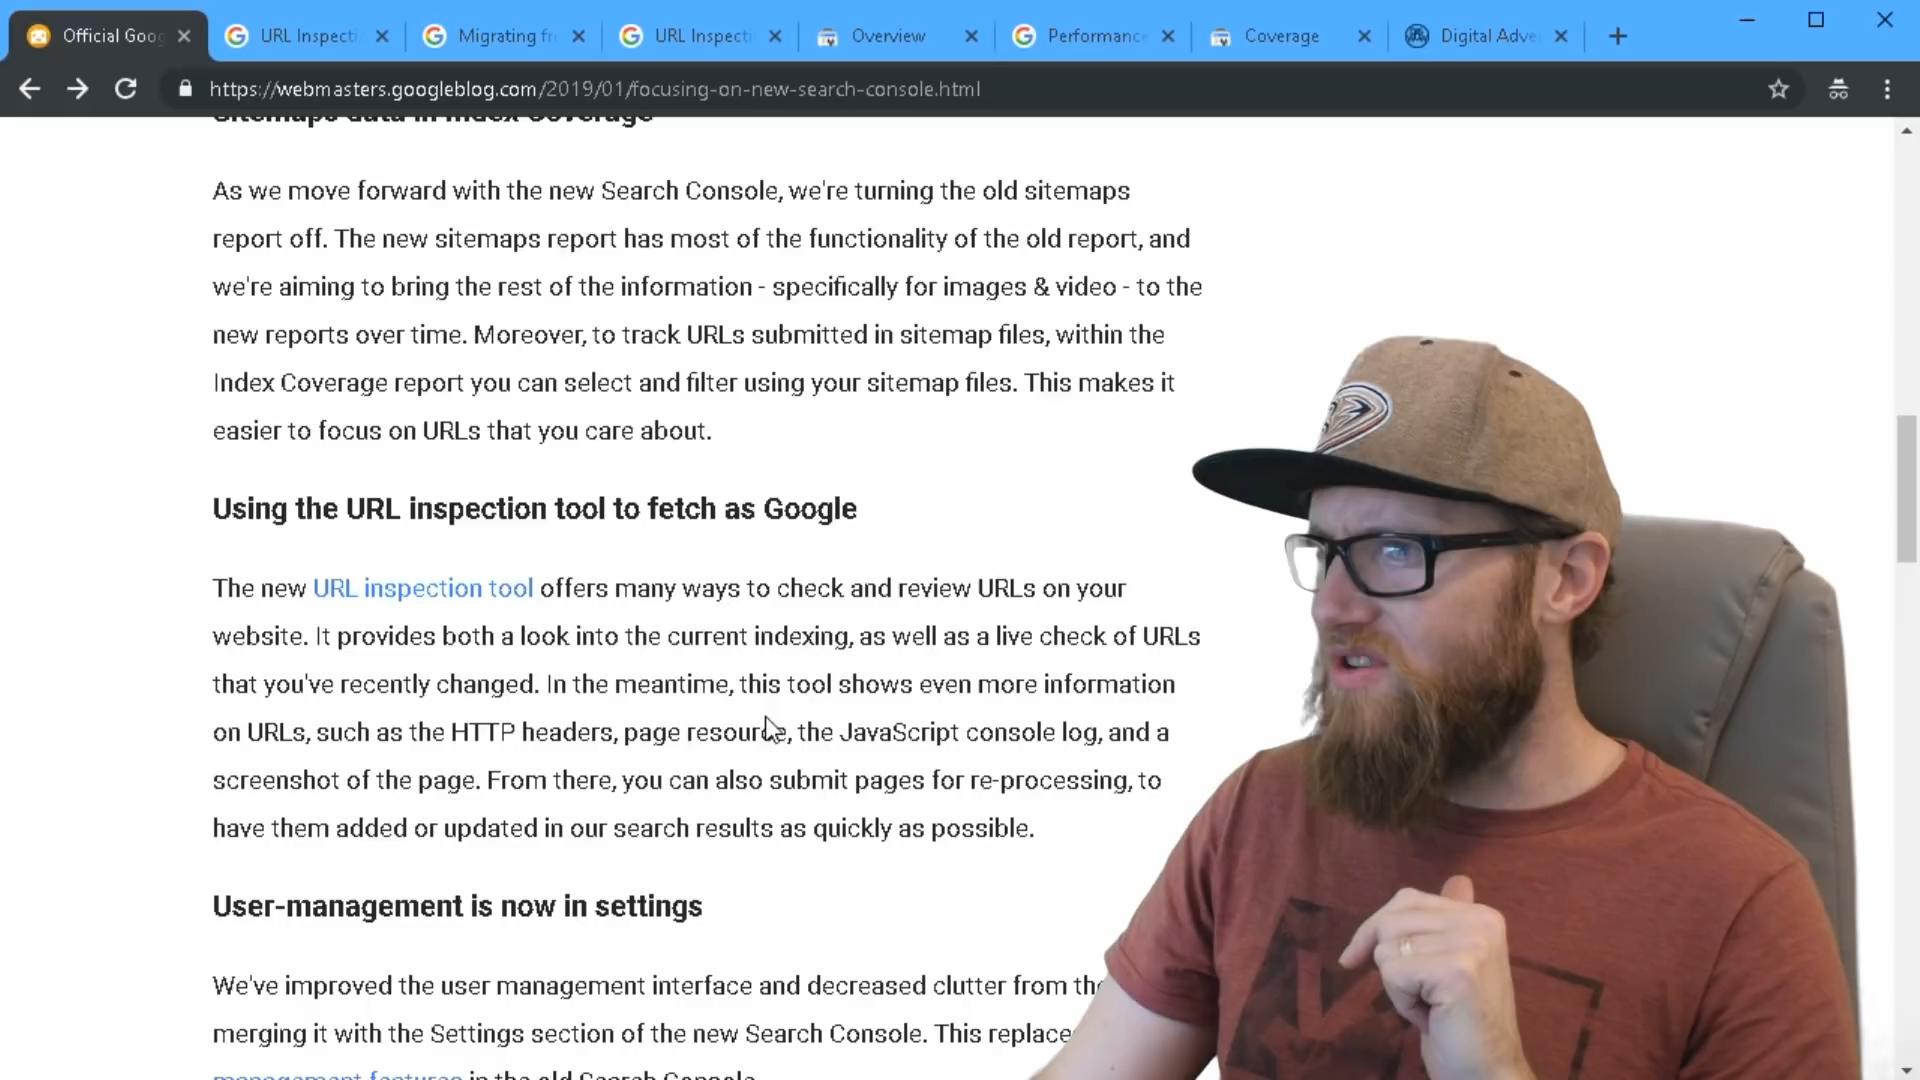 Official Goo
URL Inspecti
Migrating fr
URL Inspecti
Overview
Performance
Coverage
Digital Adve
https://webmasters.googleblog.com/2019/01/focusing-on-new-search-console.html
Sitemaps data in Index Coverage
As we move forward with the new Search Console, we're turning the old sitemaps
report off. The new sitemaps report has most of the functionality of the old report, and
we're aiming to bring the rest of the information - specifically for images & video - to the
new reports over time. Moreover, to track URLs submitted in sitemap files, within the
Index Coverage report you can select and filter using your sitemap files. This makes it
easier to focus on URLs that you care about.
Using the URL inspection tool to fetch as Google
The new URL inspection tool offers many ways to check and review URLs on your
website. It provides both a look into the current indexing, as well as a live check of URLs
that you've recently changed. In the meantime, this tool shows even more information
on URLs, such as the HTTP headers, page resource, the JavaScript console log, and a
screenshot of the page. From there, you can also submit pages for re-processing, to
have them added or updated in our search results as quickly as possible.
User-management is now in settings
We've improved the user management interface and decreased clutter from the
merging it with the Settings section of the new Search Console. This replace
management features in the old Search Console.